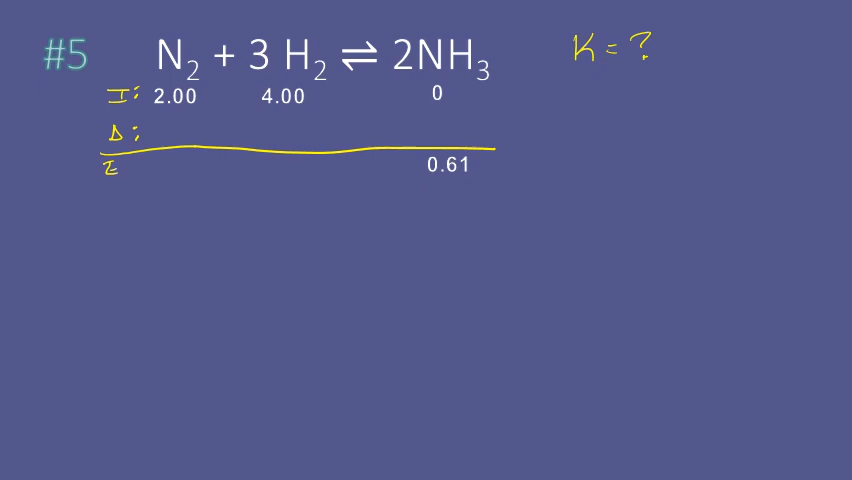 #5 N₂ + 3 H₂ ⇌ 2NH₃ K = ?
I: 2.00 4.00 0
Δ:
E 0.61